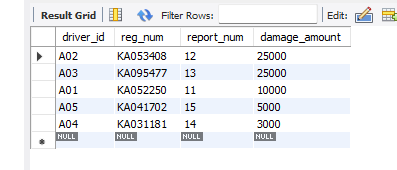 Result Grid Filter Rows: Edit:
driver_id reg_num report_num damage_amount
A02 KA053408 12 25000
A03 KA095477 13 25000
A01 KA052250 11 10000
A05 KA041702 15 5000
A04 KA031181 14 3000
NULL NULL NULL NULL